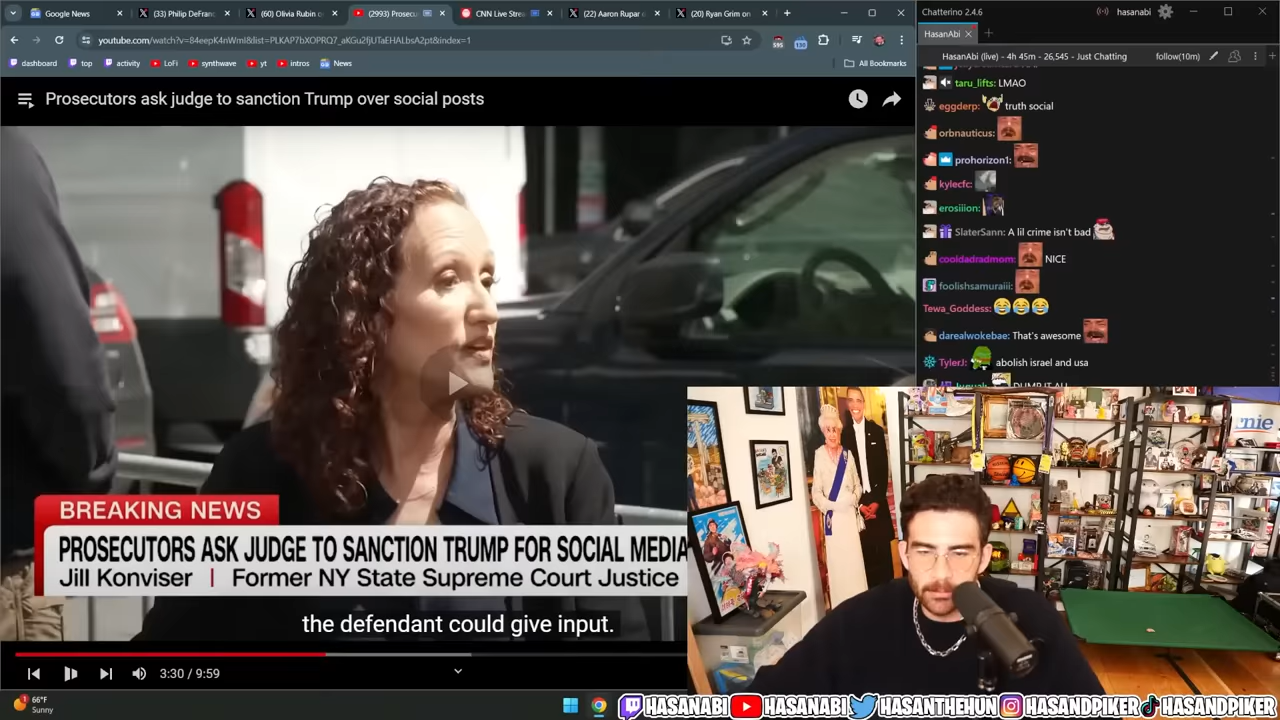 Google News
(33) Philip DeFran
(60) Olivia Rubin o
(2993) Prosecu
CNN Live Stre
(22) Aaron Rupar
(20) Ryan Grim on
youtube.com/watch?v=84eepK4nWmI&list=PLKAP7bXOPRQ7_aKGu2fjUTaEHALbsA2pt&index=1
595
130
dashboard
top
activity
LoFi
synthwave
yt
intros
News
All Bookmarks
Prosecutors ask judge to sanction Trump over social posts
BREAKING NEWS
PROSECUTORS ASK JUDGE TO SANCTION TRUMP FOR SOCIAL MEDIA
Jill Konviser | Former NY State Supreme Court Justice
the defendant could give input.
3:30 / 9:59
Chatterino 2.4.6
hasanabi
HasanAbi
HasanAbi (live) - 4h 45m - 26,545 - Just Chatting
follow(10m)
taru_lifts: LMAO
eggderp: truth social
orbnauticus:
prohorizon1:
kylecfc:
erosiiion:
SlaterSann: A lil crime isn't bad
cooldadradmom: NICE
foolishsamuraiii:
Tewa_Goddess:
darealwokebae: That's awesome
TylerJ: abolish israel and usa
DUMP IT ALL
66°F
Sunny
HASANABI
HASANABI
HASANTHEHUN
HASANDPIKER
HASANDPIKER